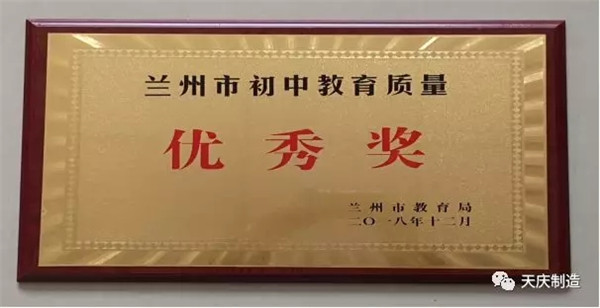 兰州市初中教育质量
优秀奖
兰州市教育局
二〇一八年十二月
天庆制造